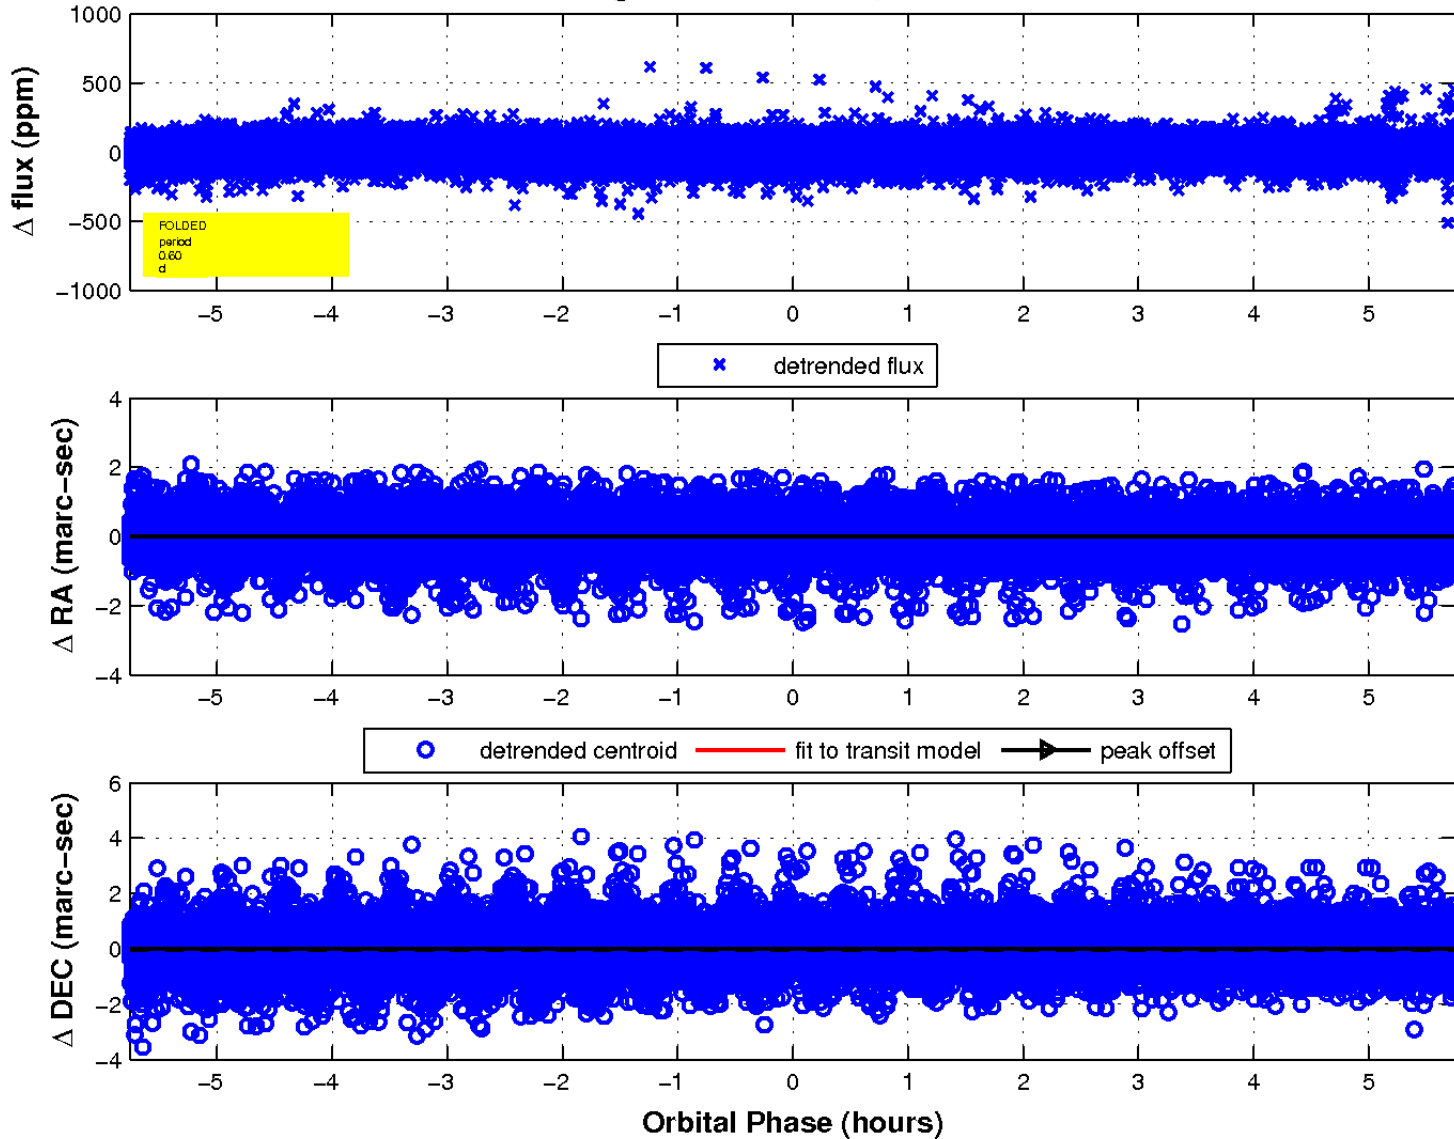 1000
500
0
−500
−1000
Δ flux (ppm)
FOLDED
period
0.60
d
−5 −4 −3 −2 −1 0 1 2 3 4 5
detrended flux
4
2
0
−2
−4
Δ RA (marc−sec)
−5 −4 −3 −2 −1 0 1 2 3 4 5
detrended centroid fit to transit model peak offset
6
4
2
0
−2
−4
Δ DEC (marc−sec)
−5 −4 −3 −2 −1 0 1 2 3 4 5
Orbital Phase (hours)